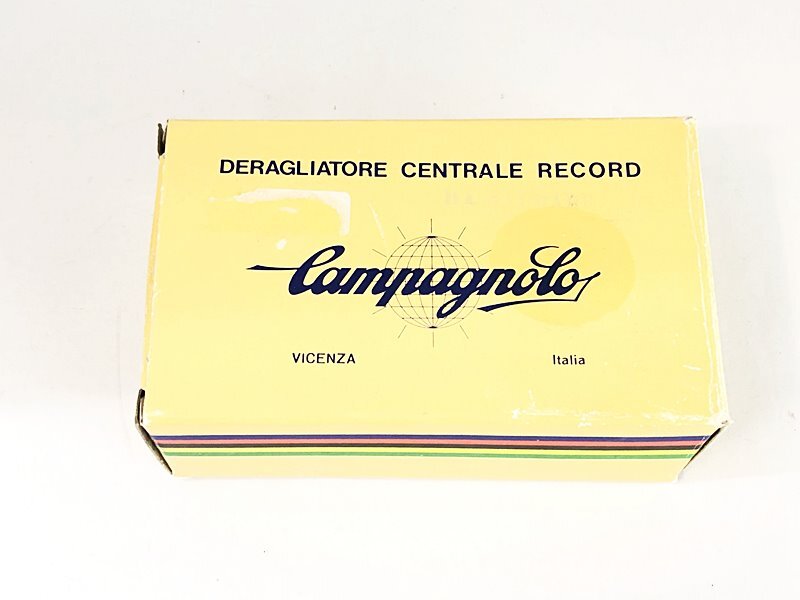 DERAGLIATORE CENTRALE RECORD
Campagnolo
VICENZA Italia